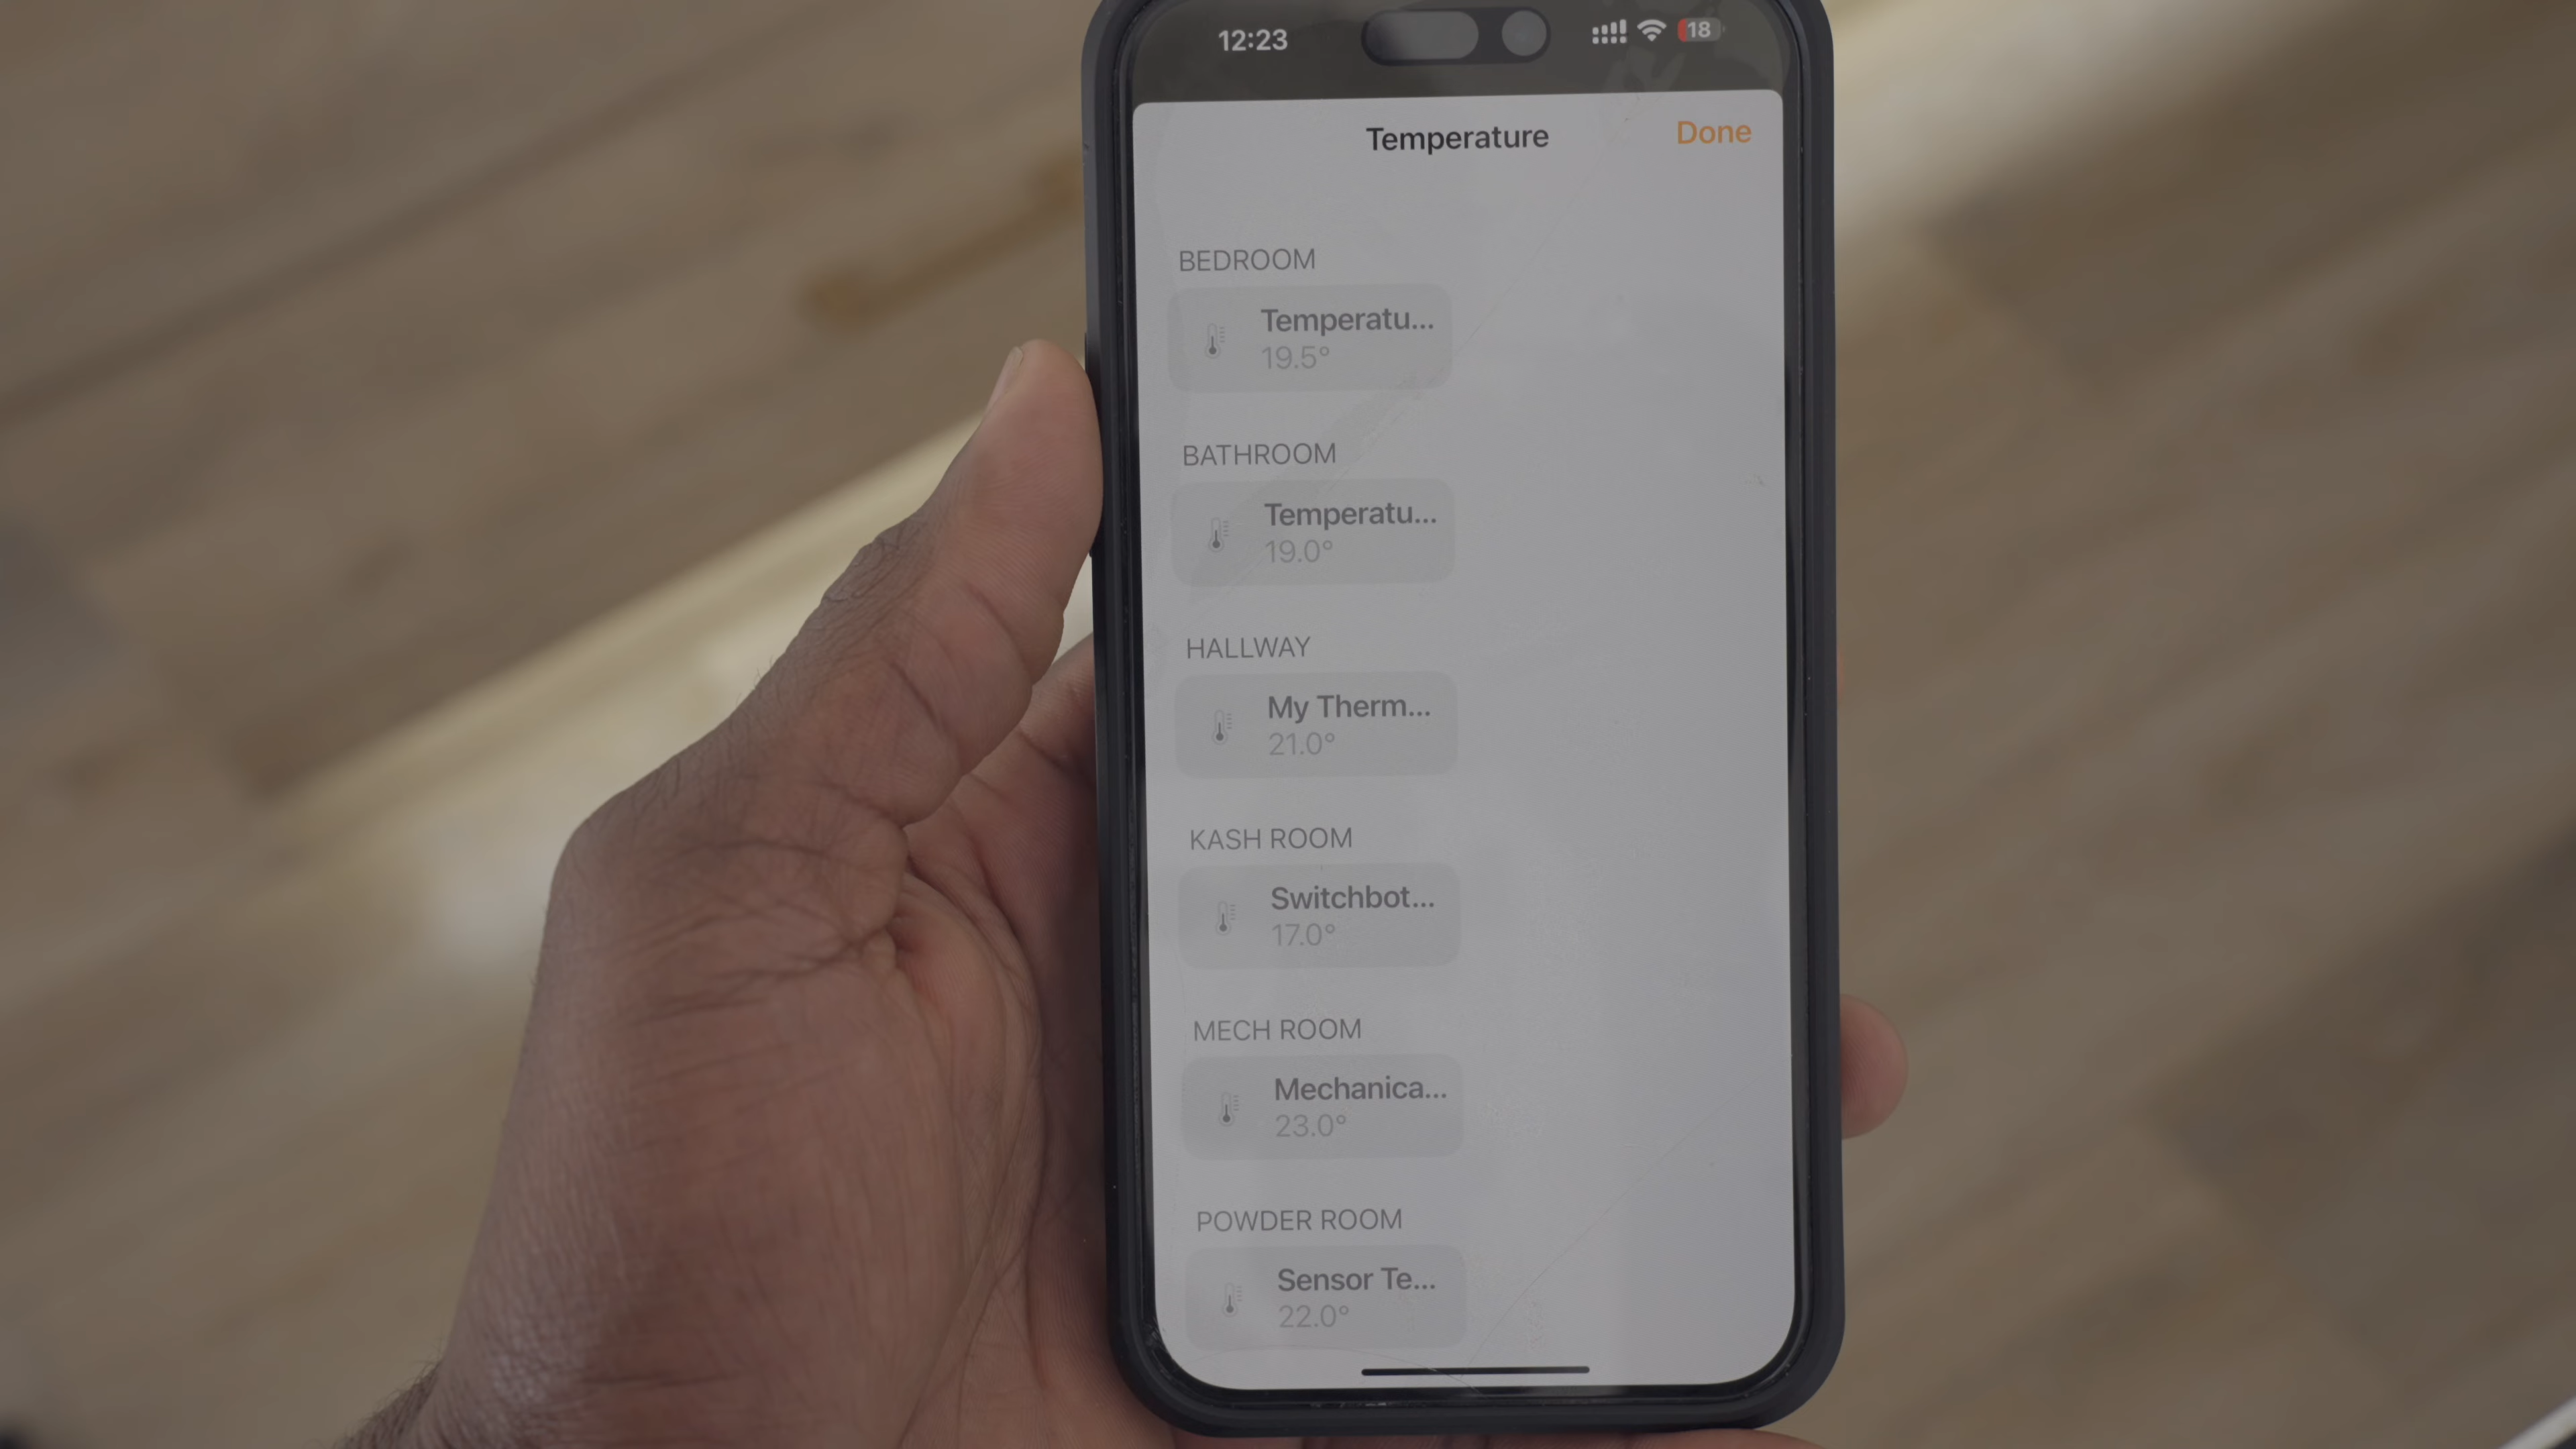 12:23
18
Temperature
Done
BEDROOM
Temperatu...
19.5°
BATHROOM
Temperatu...
19.0°
HALLWAY
My Therm...
21.0°
KASH ROOM
Switchbot...
17.0°
MECH ROOM
Mechanica...
23.0°
POWDER ROOM
Sensor Te...
22.0°